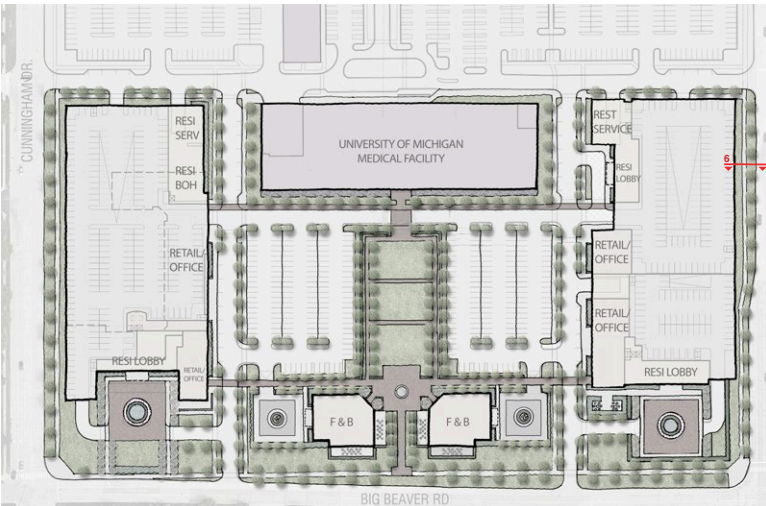 CUNNINGHAM DR.
RESI
SERV
RESI
BOH
RETAIL/
OFFICE
RESI LOBBY
RETAIL/
OFFICE
UNIVERSITY OF MICHIGAN
MEDICAL FACILITY
F & B
F & B
REST
SERVICE
RESI
LOBBY
6
RETAIL/
OFFICE
RETAIL/
OFFICE
RESI LOBBY
BIG BEAVER RD